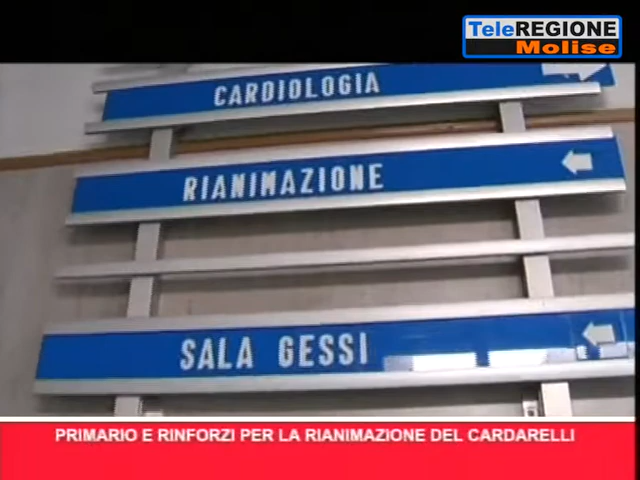 TeleREGIONE
Molise
CARDIOLOGIA
RIANIMAZIONE
SALA GESSI
PRIMARIO E RINFORZI PER LA RIANIMAZIONE DEL CARDARELLI